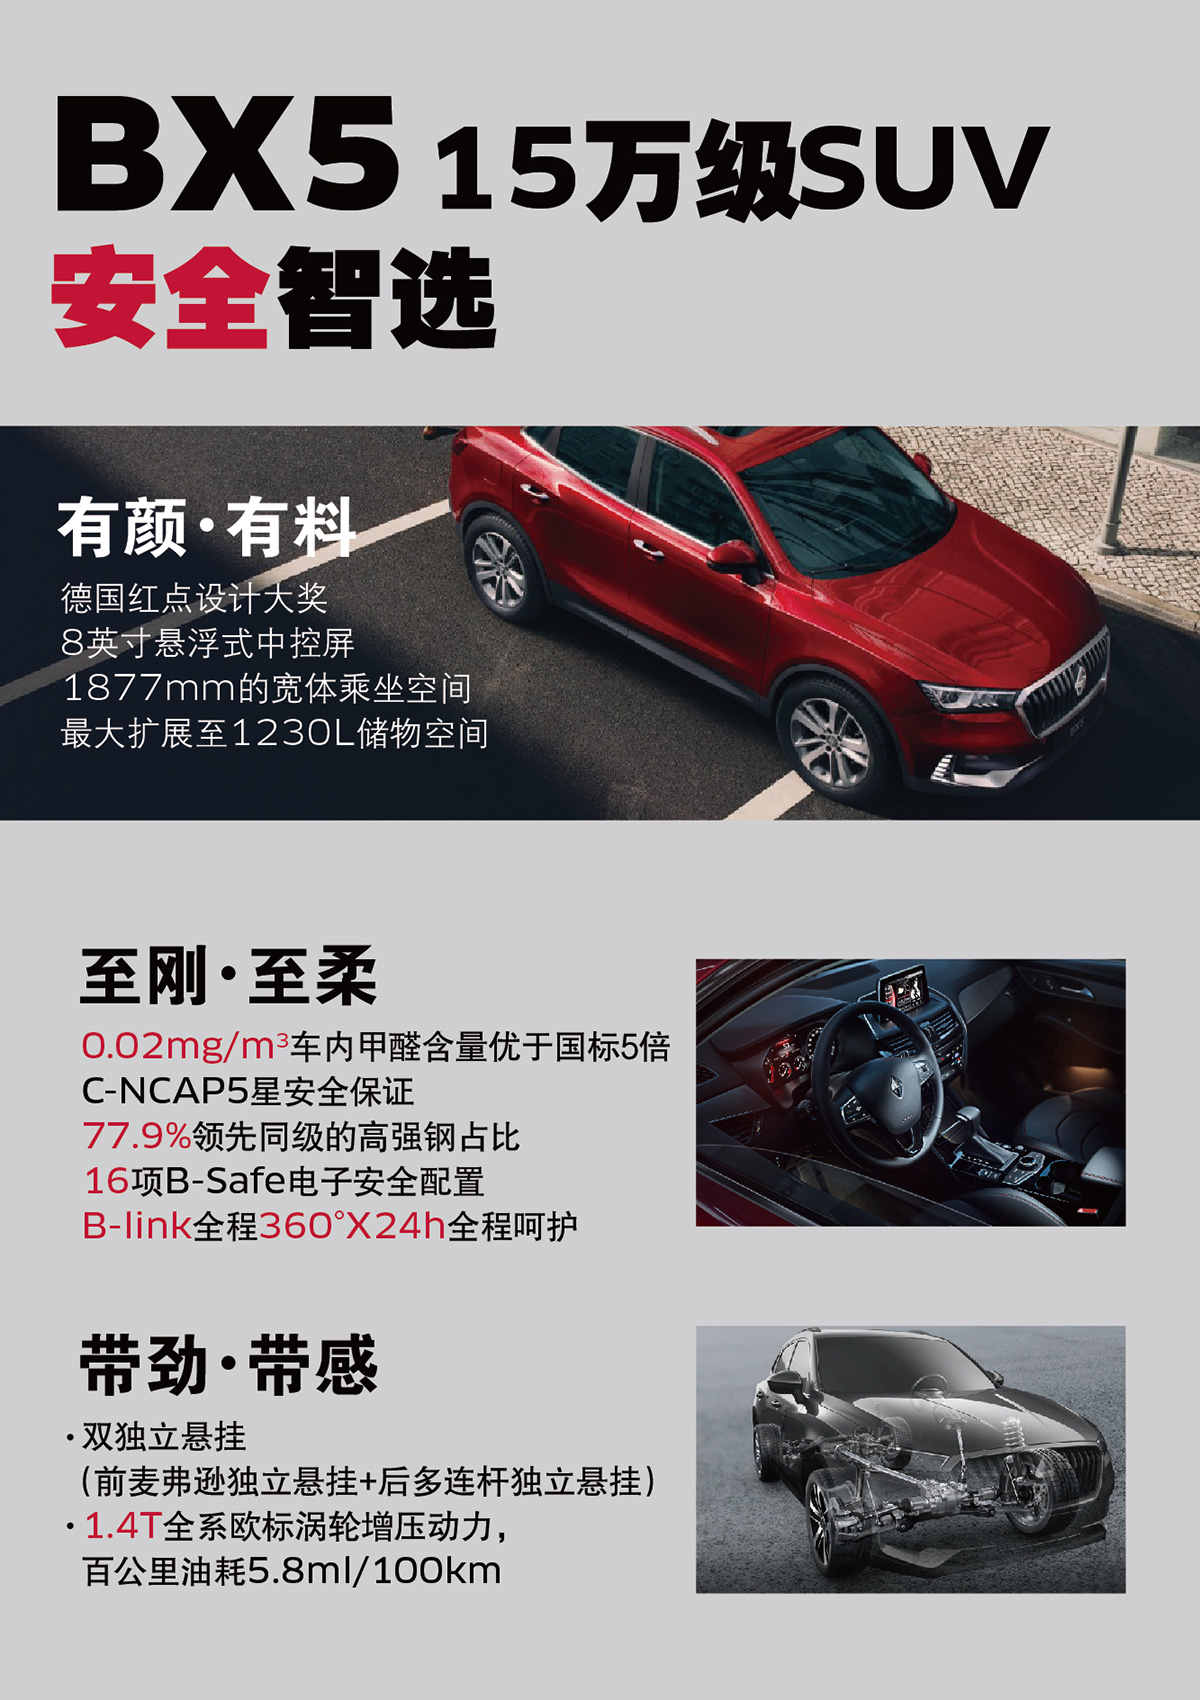 BX5 15万级SUV
安全智选
有颜·有料
德国红点设计大奖
8英寸悬浮式中控屏
1877mm的宽体乘坐空间
最大扩展至1230L储物空间
至刚·至柔
0.02mg/m³车内甲醛含量优于国标5倍
C-NCAP5星安全保证
77.9%领先同级的高强钢占比
16项B-Safe电子安全配置
B-link全程360°X24h全程呵护
带劲·带感
·双独立悬挂
(前麦弗逊独立悬挂+后多连杆独立悬挂)
·1.4T全系欧标涡轮增压动力，
百公里油耗5.8ml/100km